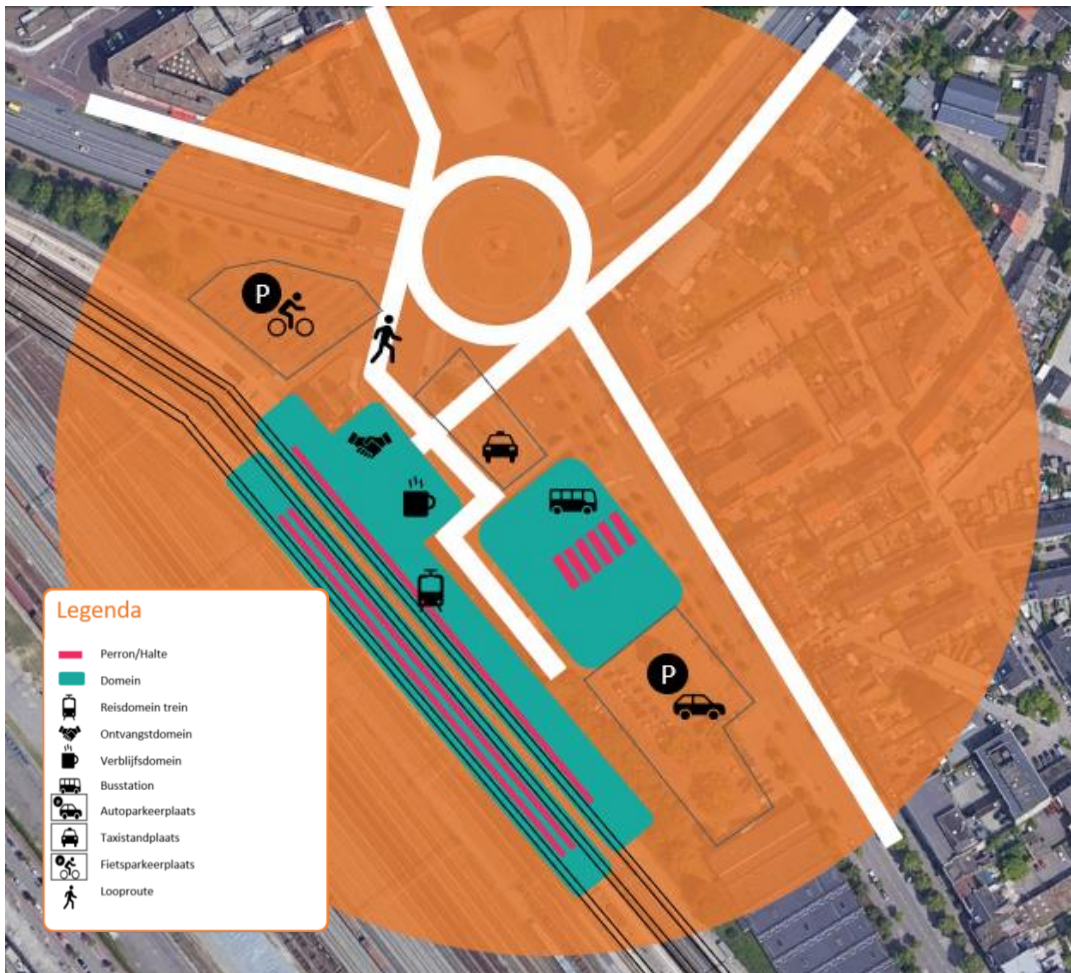 P
P
Legenda
Perron/Halte
Domein
Reisdomein trein
Ontvangstdomein
Verblijfsdomein
Busstation
Autoparkeerplaats
Taxistandplaats
Fietsparkeerplaats
Looproute